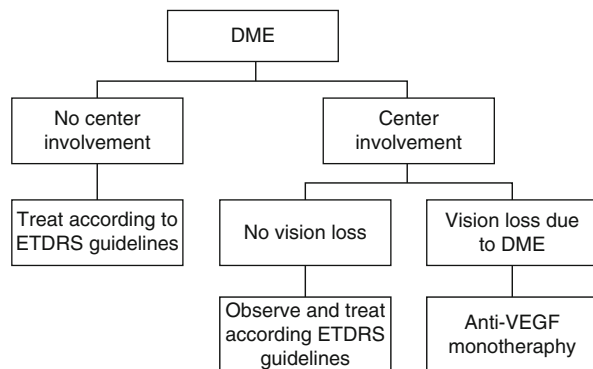 DME
No center
involvement
Center
involvement
Treat according to
ETDRS guidelines
No vision loss
Vision loss due
to DME
Observe and treat
according ETDRS
guidelines
Anti-VEGF
monotheraphy